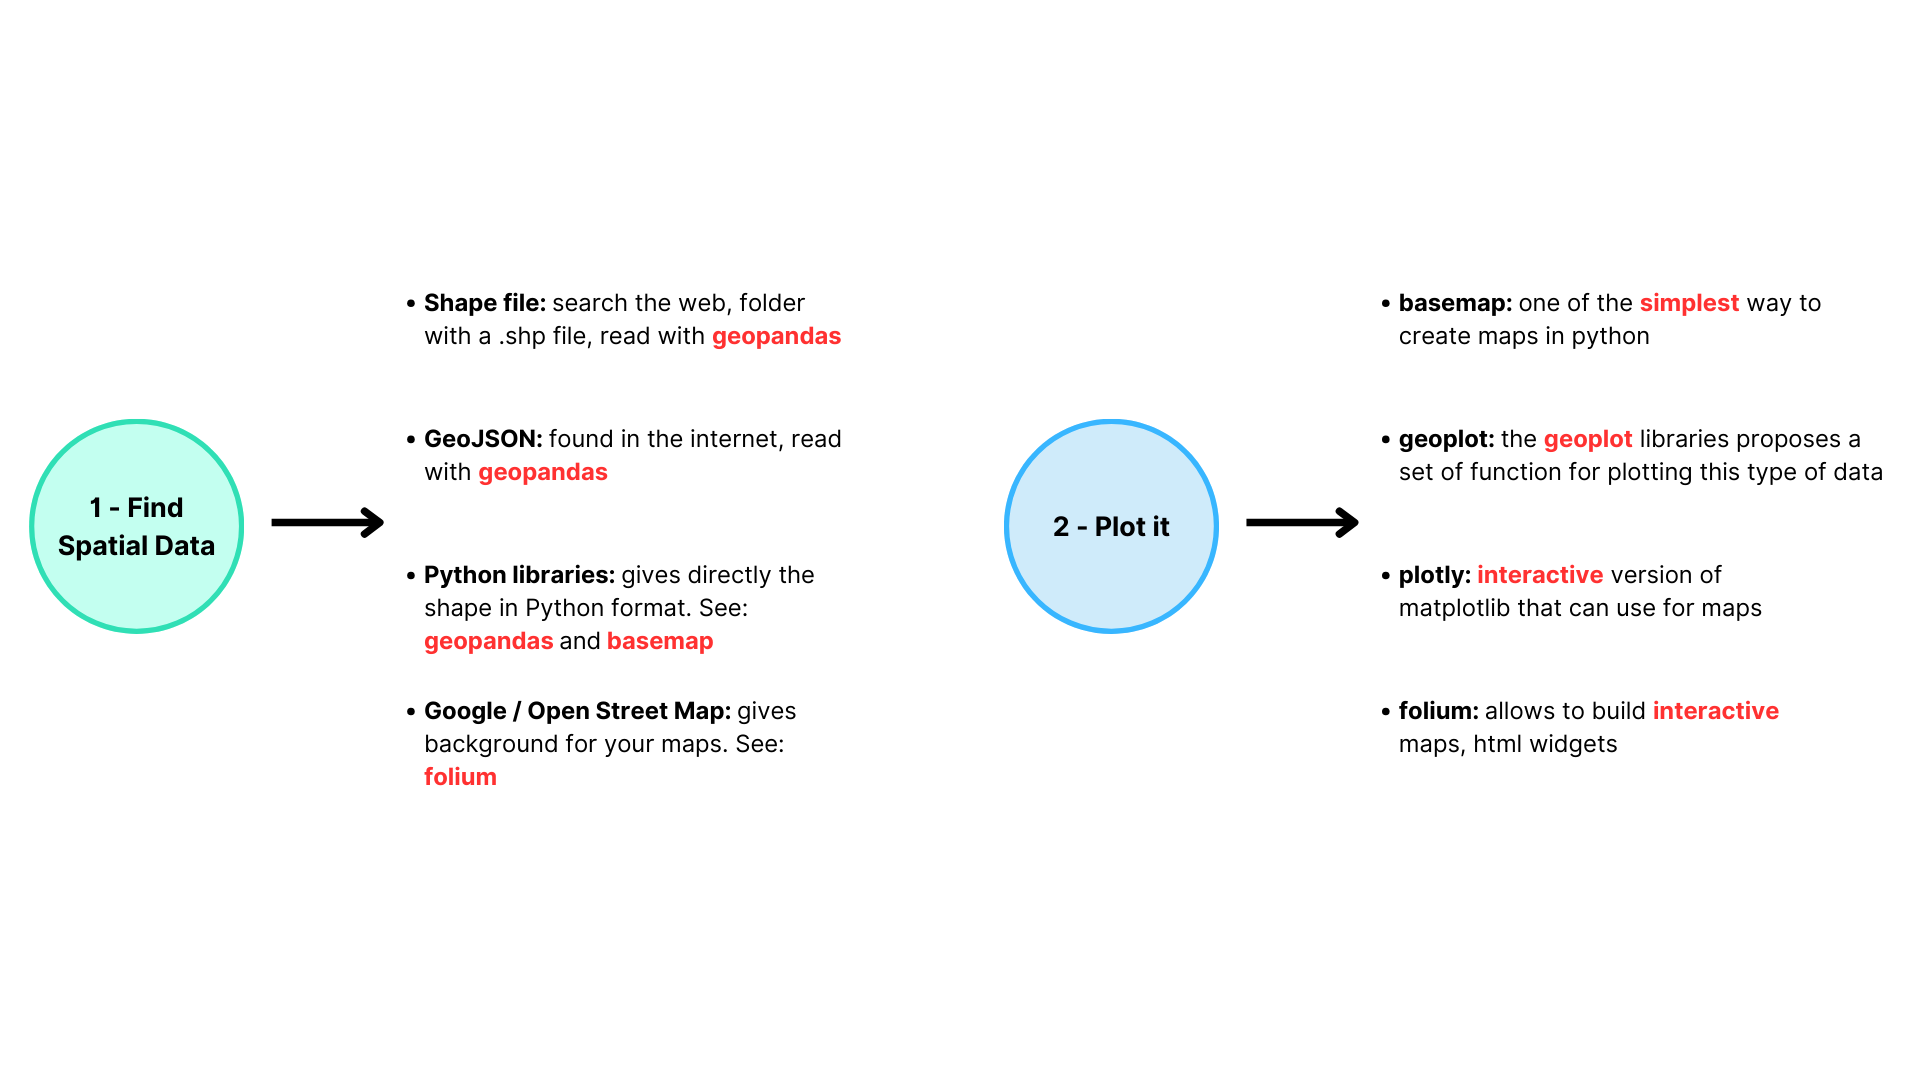 1 - Find
Spatial Data
• Shape file: search the web, folder
with a .shp file, read with geopandas
• GeoJSON: found in the internet, read
with geopandas
• Python libraries: gives directly the
shape in Python format. See:
geopandas and basemap
• Google / Open Street Map: gives
background for your maps. See:
folium
2 - Plot it
• basemap: one of the simplest way to
create maps in python
• geoplot: the geoplot libraries proposes a
set of function for plotting this type of data
• plotly: interactive version of
matplotlib that can use for maps
• folium: allows to build interactive
maps, html widgets